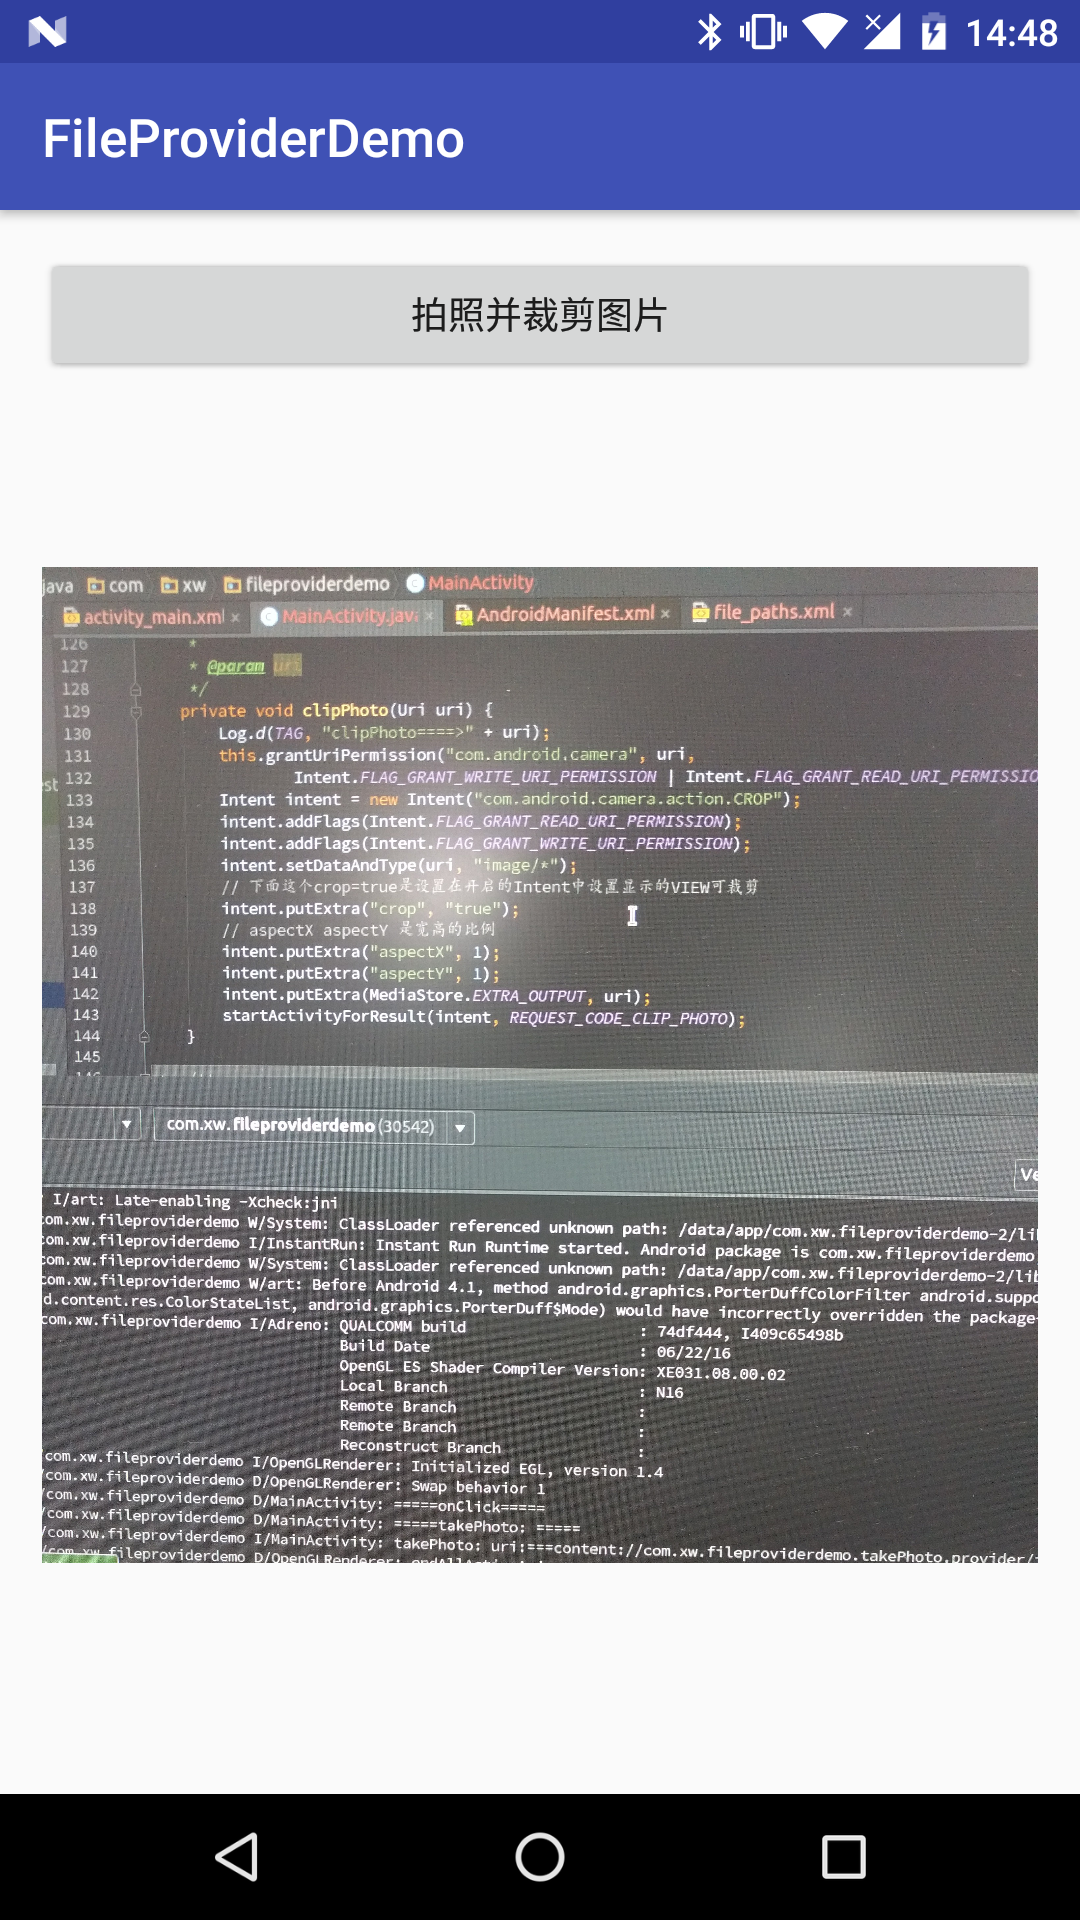 14:48
FileProviderDemo
拍照并裁剪图片
java com xw fileproviderdemo MainActivity
activity_main.xml × MainActivity.java × AndroidManifest.xml × file_paths.xml ×
126 *
127 * @param uri
128 */
129 private void clipPhoto(Uri uri) {
130 Log.d(TAG, "clipPhoto====>" + uri);
131 this.grantUriPermission("com.android.camera", uri,
132 Intent.FLAG_GRANT_WRITE_URI_PERMISSION | Intent.FLAG_GRANT_READ_URI_PERMISSIO
133 Intent intent = new Intent("com.android.camera.action.CROP");
134 intent.addFlags(Intent.FLAG_GRANT_READ_URI_PERMISSION);
135 intent.addFlags(Intent.FLAG_GRANT_WRITE_URI_PERMISSION);
136 intent.setDataAndType(uri, "image/*");
137 // 下面这个crop=true是设置在开启的Intent中设置显示的VIEW可裁剪
138 intent.putExtra("crop", "true");
139 // aspectX aspectY 是宽高的比例
140 intent.putExtra("aspectX", 1);
141 intent.putExtra("aspectY", 1);
142 intent.putExtra(MediaStore.EXTRA_OUTPUT, uri);
143 startActivityForResult(intent, REQUEST_CODE_CLIP_PHOTO);
144 }
145
com.xw.fileproviderdemo (30542)
Ve
I/art: Late-enabling -Xcheck:jni
com.xw.fileproviderdemo W/System: ClassLoader referenced unknown path: /data/app/com.xw.fileproviderdemo-2/lib
com.xw.fileproviderdemo I/InstantRun: Instant Run Runtime started. Android package is com.xw.fileproviderdemo
com.xw.fileproviderdemo W/System: ClassLoader referenced unknown path: /data/app/com.xw.fileproviderdemo-2/lib
com.xw.fileproviderdemo W/art: Before Android 4.1, method android.graphics.PorterDuffColorFilter android.suppo
d.content.res.ColorStateList, android.graphics.PorterDuff$Mode) would have incorrectly overridden the package-
com.xw.fileproviderdemo I/Adreno: QUALCOMM build : 74df444, I409c65498b
Build Date : 06/22/16
OpenGL ES Shader Compiler Version: XE031.08.00.02
Local Branch : N16
Remote Branch :
Remote Branch :
Reconstruct Branch :
/com.xw.fileproviderdemo I/OpenGLRenderer: Initialized EGL, version 1.4
/com.xw.fileproviderdemo D/OpenGLRenderer: Swap behavior 1
/com.xw.fileproviderdemo D/MainActivity: =====onClick=====
/com.xw.fileproviderdemo D/MainActivity: =====takePhoto: =====
/com.xw.fileproviderdemo I/MainActivity: takePhoto: uri:===content://com.xw.fileproviderdemo.takePhoto.provider/
/com.xw.fileproviderdemo D/OpenGLRenderer: